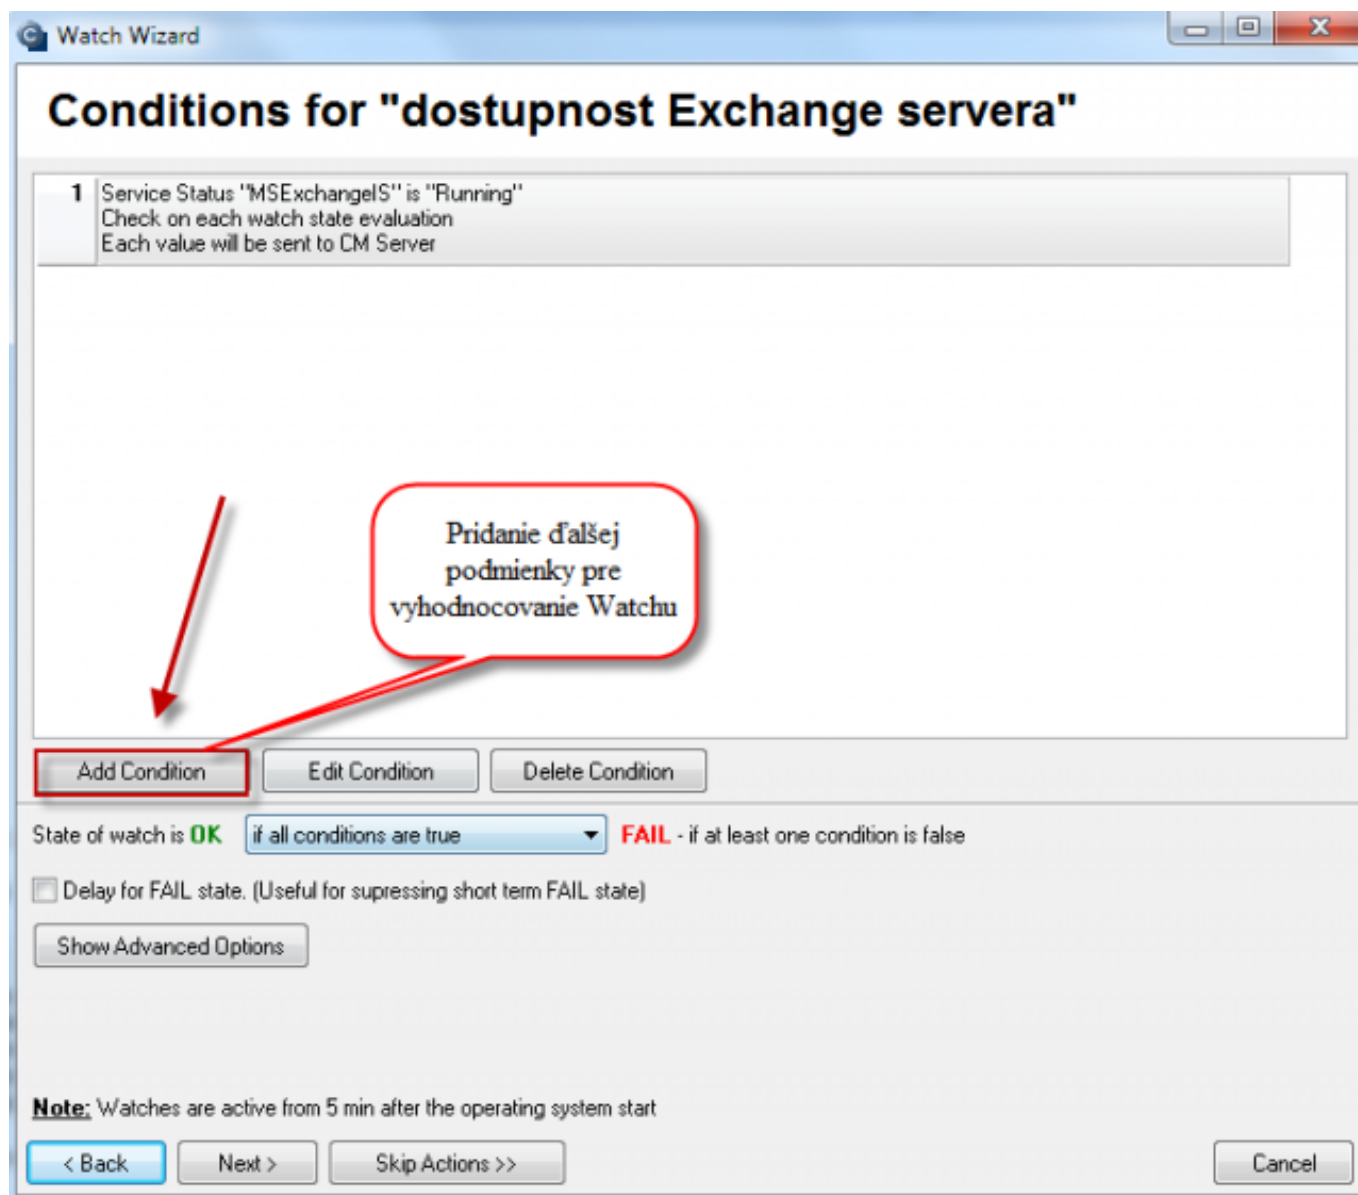 Watch Wizard
Conditions for "dostupnost Exchange servera"
1 Service Status "MSExchangeIS" is "Running"
Check on each watch state evaluation
Each value will be sent to CM Server
Pridanie ďalšej
podmienky pre
vyhodnocovanie Watchu
Add Condition Edit Condition Delete Condition
State of watch is OK if all conditions are true FAIL - if at least one condition is false
Delay for FAIL state. (Useful for supressing short term FAIL state)
Show Advanced Options
Note: Watches are active from 5 min after the operating system start
< Back Next > Skip Actions >> Cancel